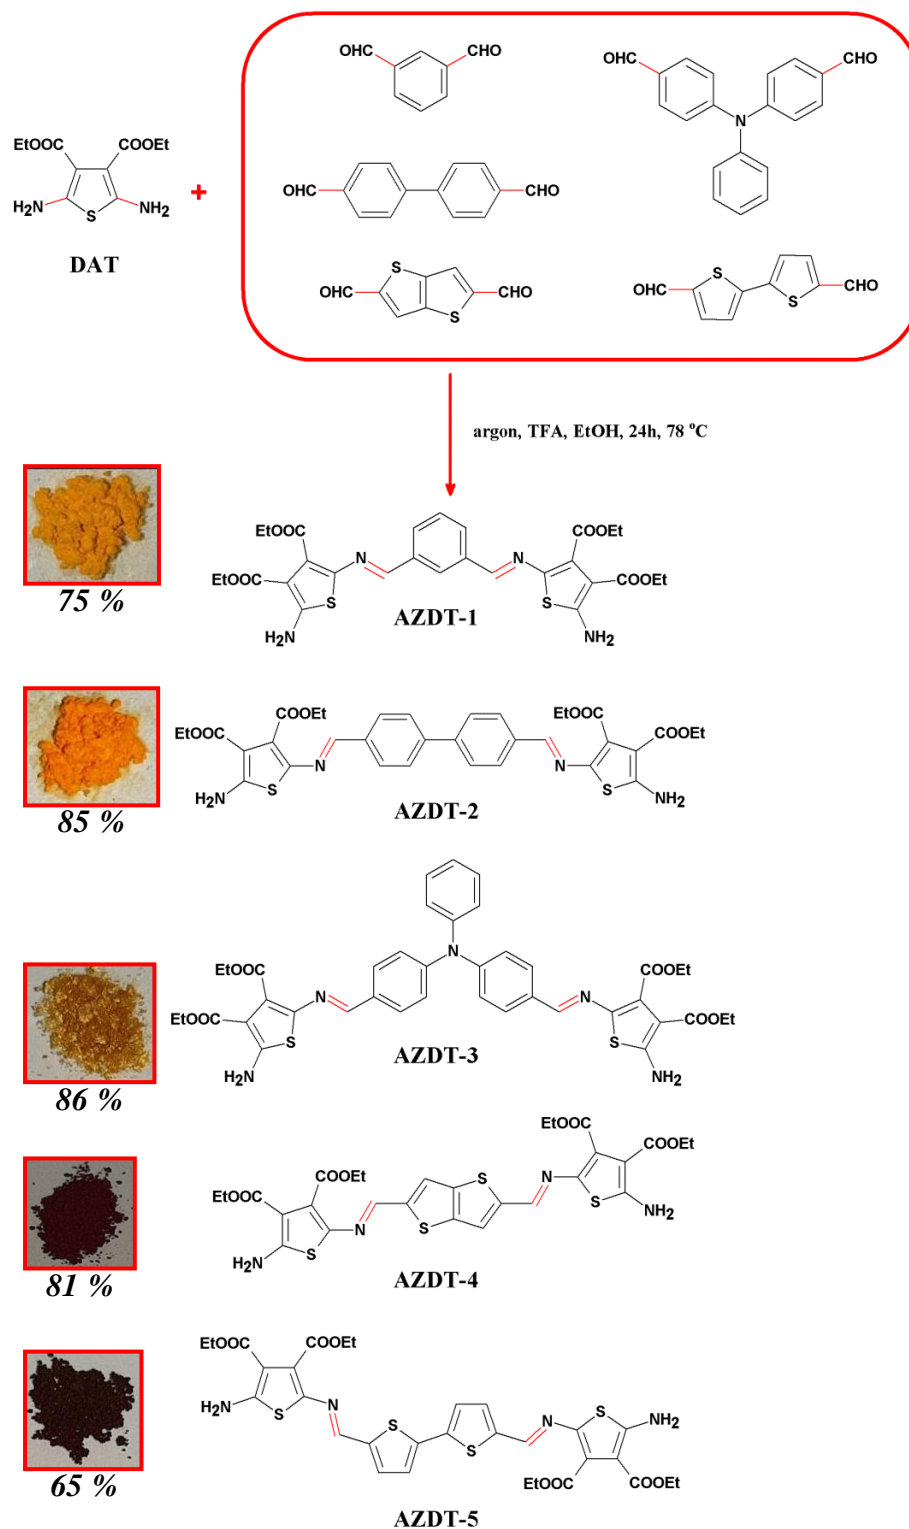 OHC CHO
OHC CHO
N
EtOOC COOEt
H2N S NH2
DAT
+
OHC CHO
S
OHC CHO
S
S
OHC CHO
S
argon, TFA, EtOH, 24h, 78 °C
75 %
EtOOC N N COOEt
EtOOC S S COOEt
H2N NH2
AZDT-1
85 %
COOEt EtOOC
EtOOC N N COOEt
H2N S S NH2
AZDT-2
86 %
N
EtOOC N N COOEt
EtOOC S S COOEt
H2N NH2
AZDT-3
81 %
EtOOC COOEt
COOEt S N
EtOOC S NH2
N S
H2N S
AZDT-4
65 %
EtOOC COOEt
H2N S N
S S N S NH2
EtOOC COOEt
AZDT-5